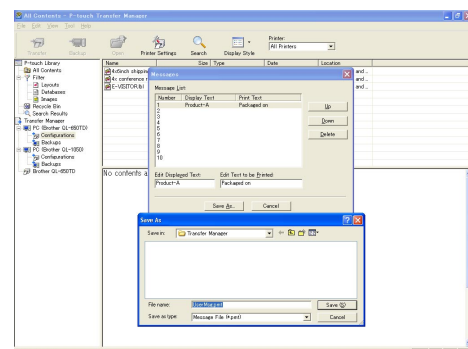 All Contents - P-touch Transfer Manager
File Edit View Tool Help
Printer:
All Printers
Transfer Backup Open Printer Settings Search Display Style
P-touch Library
All Contents
Filter
Layouts
Databases
Images
Recycle Bin
Search Results
Transfer Manager
PC (Brother QL-650TD)
Configurations
Backups
PC (Brother QL-1050)
Configurations
Backups
Brother QL-650TD
Name Size Type Date Location
4x6inch shippin
4x conference r
E-VISITOR.lbl
and ..
and ..
and ..
No contents a
Messages
Message List
Number Display Text Print Text
1 Product-A Packaged on
2
3
4
5
6
7
8
9
10
Up
Down
Delete
Edit Displayed Text: Edit Text to be Printed
Product-A Packaged on
Save As.. Cancel
Save As
Save in: Transfer Manager
File name:
Save
Save as type: Message File (*.pmt)
Cancel